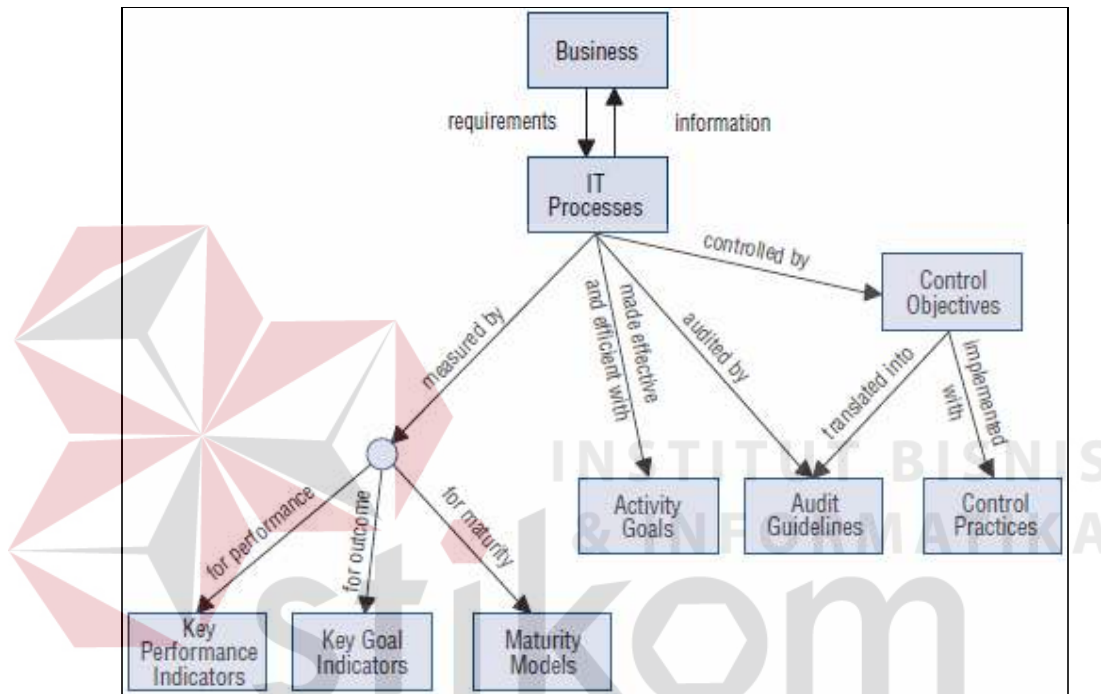 Business
requirements
information
IT
Processes
controlled by
Control
Objectives
measured by
made effective
and efficient with
audited by
translated into
implemented
with
Activity
Goals
Audit
Guidelines
Control
Practices
for performance
for outcome
for maturity
Key
Performance
Indicators
Key Goal
Indicators
Maturity
Models
INSTITUT BISNIS
& INFORMATIKA
stikom